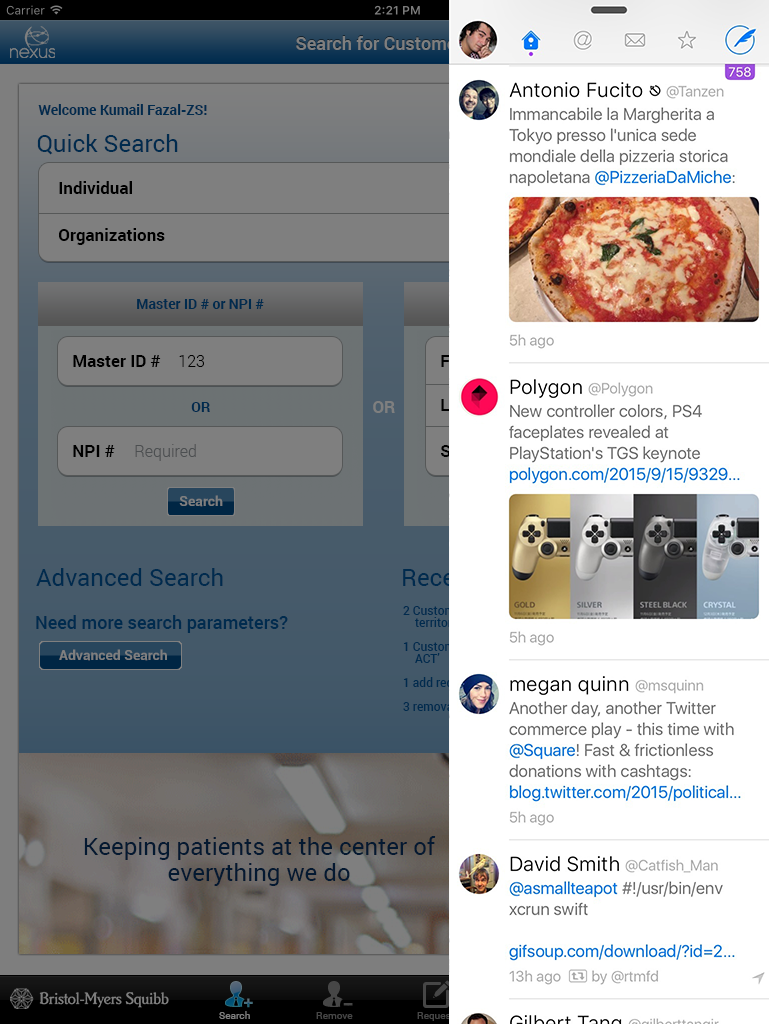 Carrier
2:21 PM
nexus
Search for Custome
Welcome Kumail Fazal-ZS!
Quick Search
Individual
Organizations
Master ID # or NPI #
Master ID # 123
OR
NPI # Required
Search
OR
F
L
S
Advanced Search
Need more search parameters?
Advanced Search
Rece
2 Custom
territo
1 Custo
ACT'
1 add re
3 remova
Keeping patients at the center of
everything we do
Bristol-Myers Squibb
Search
Remove
Reque
@
758
Antonio Fucito @Tanzen
Immancabile la Margherita a
Tokyo presso l'unica sede
mondiale della pizzeria storica
napoletana @PizzeriaDaMiche:
5h ago
Polygon @Polygon
New controller colors, PS4
faceplates revealed at
PlayStation's TGS keynote
polygon.com/2015/9/15/9329...
GOLD
SILVER
STEEL BLACK
CRYSTAL
5h ago
megan quinn @msquinn
Another day, another Twitter
commerce play - this time with
@Square! Fast & frictionless
donations with cashtags:
blog.twitter.com/2015/political...
5h ago
David Smith @Catfish_Man
@asmallteapot #!/usr/bin/env
xcrun swift
gifsoup.com/download/?id=2...
13h ago by @rtmfd
Gilbert Tang @gilberttangjr